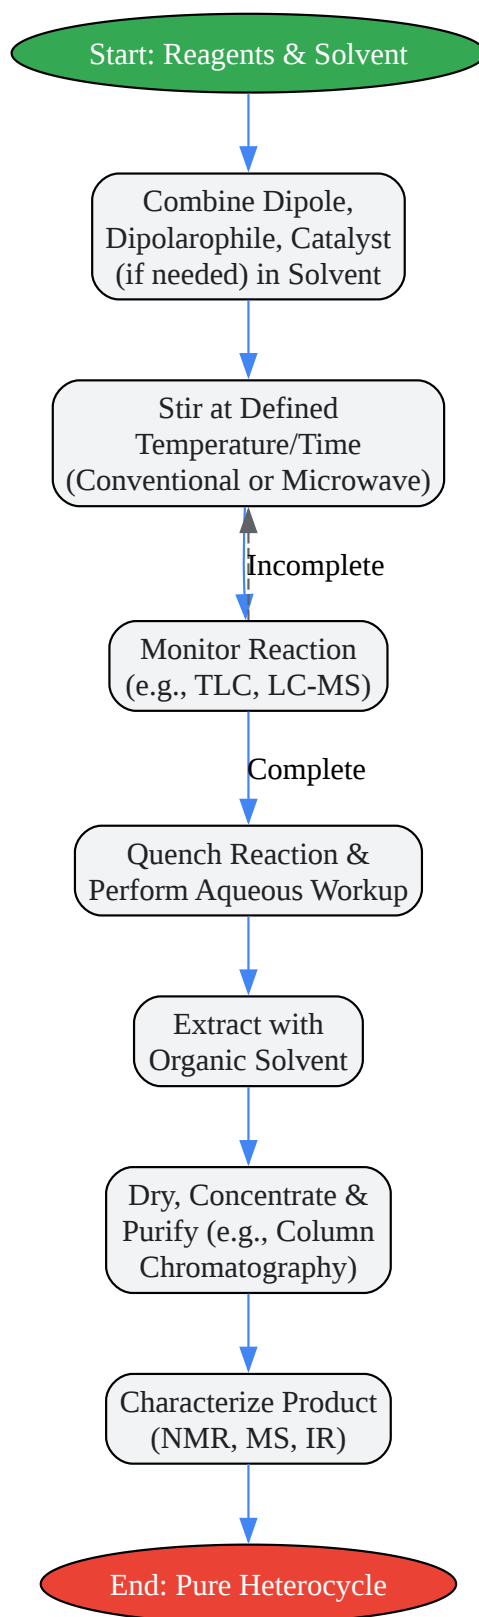 Start: Reagents & Solvent
Combine Dipole,
Dipolarophile, Catalyst
(if needed) in Solvent
Stir at Defined
Temperature/Time
(Conventional or Microwave)
Incomplete
Monitor Reaction
(e.g., TLC, LC-MS)
Complete
Quench Reaction &
Perform Aqueous Workup
Extract with
Organic Solvent
Dry, Concentrate &
Purify (e.g., Column
Chromatography)
Characterize Product
(NMR, MS, IR)
End: Pure Heterocycle